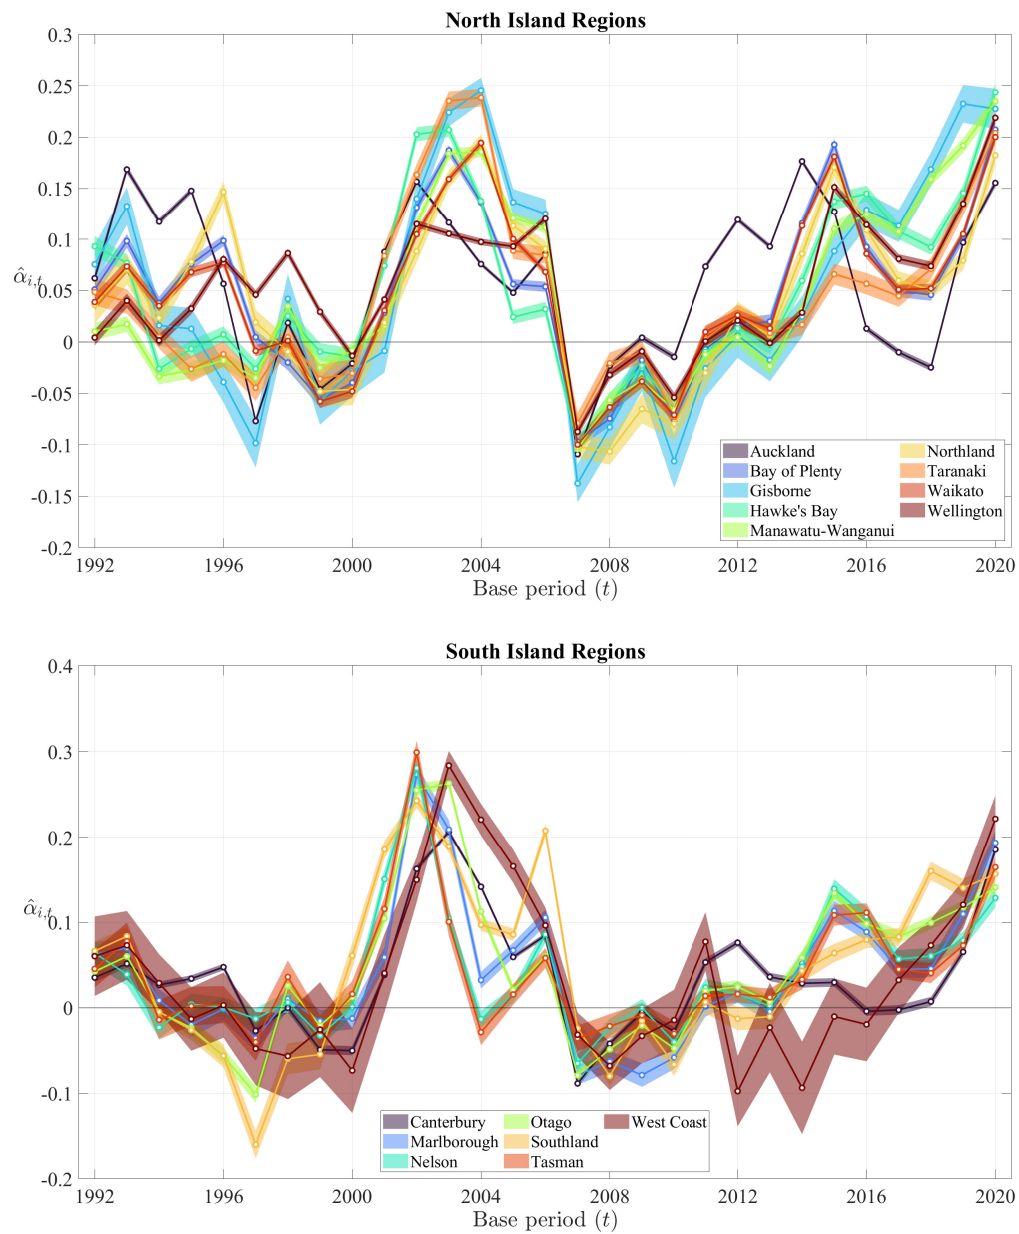 North Island Regions
0.3
0.25
0.2
0.15
0.1
0.05
0
-0.05
-0.1
-0.15
-0.2
α̂i,t
Auckland
Bay of Plenty
Gisborne
Hawke's Bay
Manawatu-Wanganui
Northland
Taranaki
Waikato
Wellington
1992 1996 2000 2004 2008 2012 2016 2020
Base period (t)
South Island Regions
0.4
0.3
0.2
0.1
0
-0.1
-0.2
α̂i,t
Canterbury
Marlborough
Nelson
Otago
Southland
Tasman
West Coast
1992 1996 2000 2004 2008 2012 2016 2020
Base period (t)